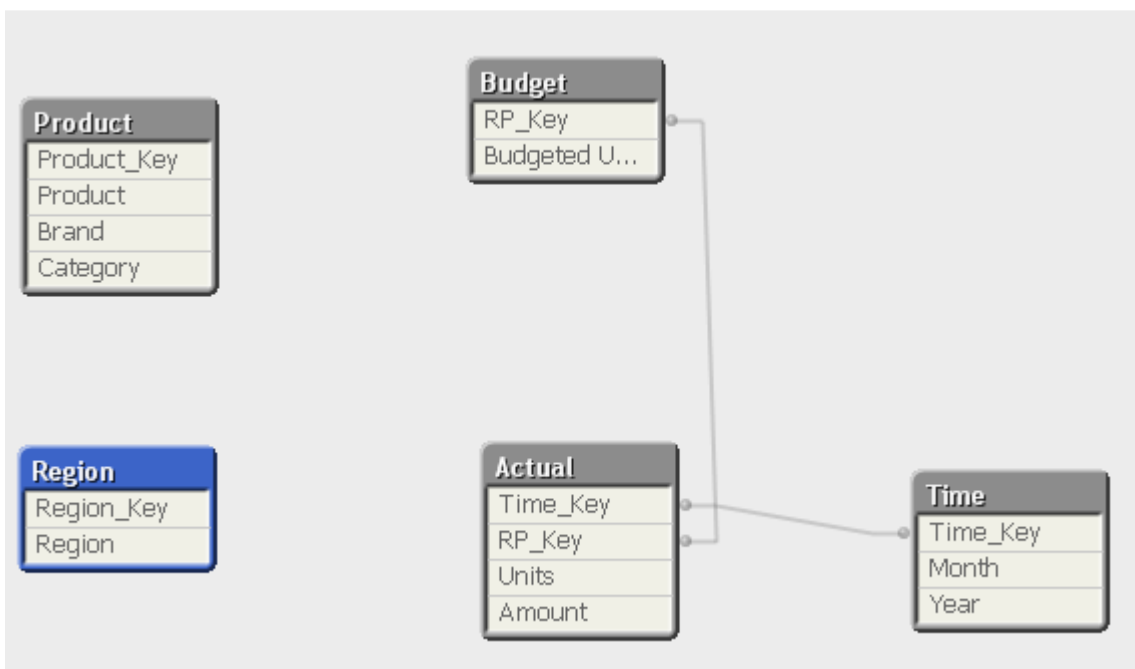 Product
Product_Key
Product
Brand
Category
Budget
RP_Key
Budgeted U...
Region
Region_Key
Region
Actual
Time_Key
RP_Key
Units
Amount
Time
Time_Key
Month
Year